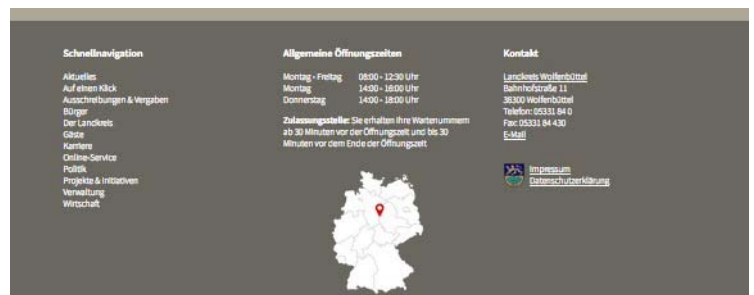 Schnellnavigation
Aktuelles
Auf einen Klick
Ausschreibungen & Vergaben
Bürger
Der Landkreis
Gäste
Karriere
Online-Service
Politik
Projekte & Initiativen
Verwaltung
Wirtschaft
Allgemeine Öffnungszeiten
Montag - Freitag 08:00 - 12:30 Uhr
Montag 14:00 - 16:00 Uhr
Donnerstag 14:00 - 18:00 Uhr
Zulassungsstelle: Sie erhalten Ihre Wartenummern
ab 30 Minuten vor der Öffnungszeit und bis 30
Minuten vor dem Ende der Öffnungszeit
Kontakt
Landkreis Wolfenbüttel
Bahnhofstraße 11
38300 Wolfenbüttel
Telefon: 05331 84 0
Fax: 05331 84 430
E-Mail
Impressum
Datenschutzerklärung